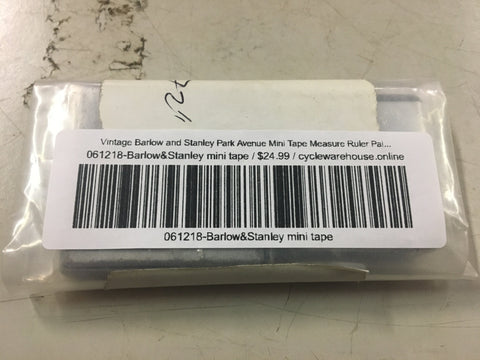 Vintage Barlow and Stanley Park Avenue Mini Tape Measure Ruler Pai...
061218-Barlow&Stanley mini tape / $24.99 / cyclewarehouse.online
061218-Barlow&Stanley mini tape